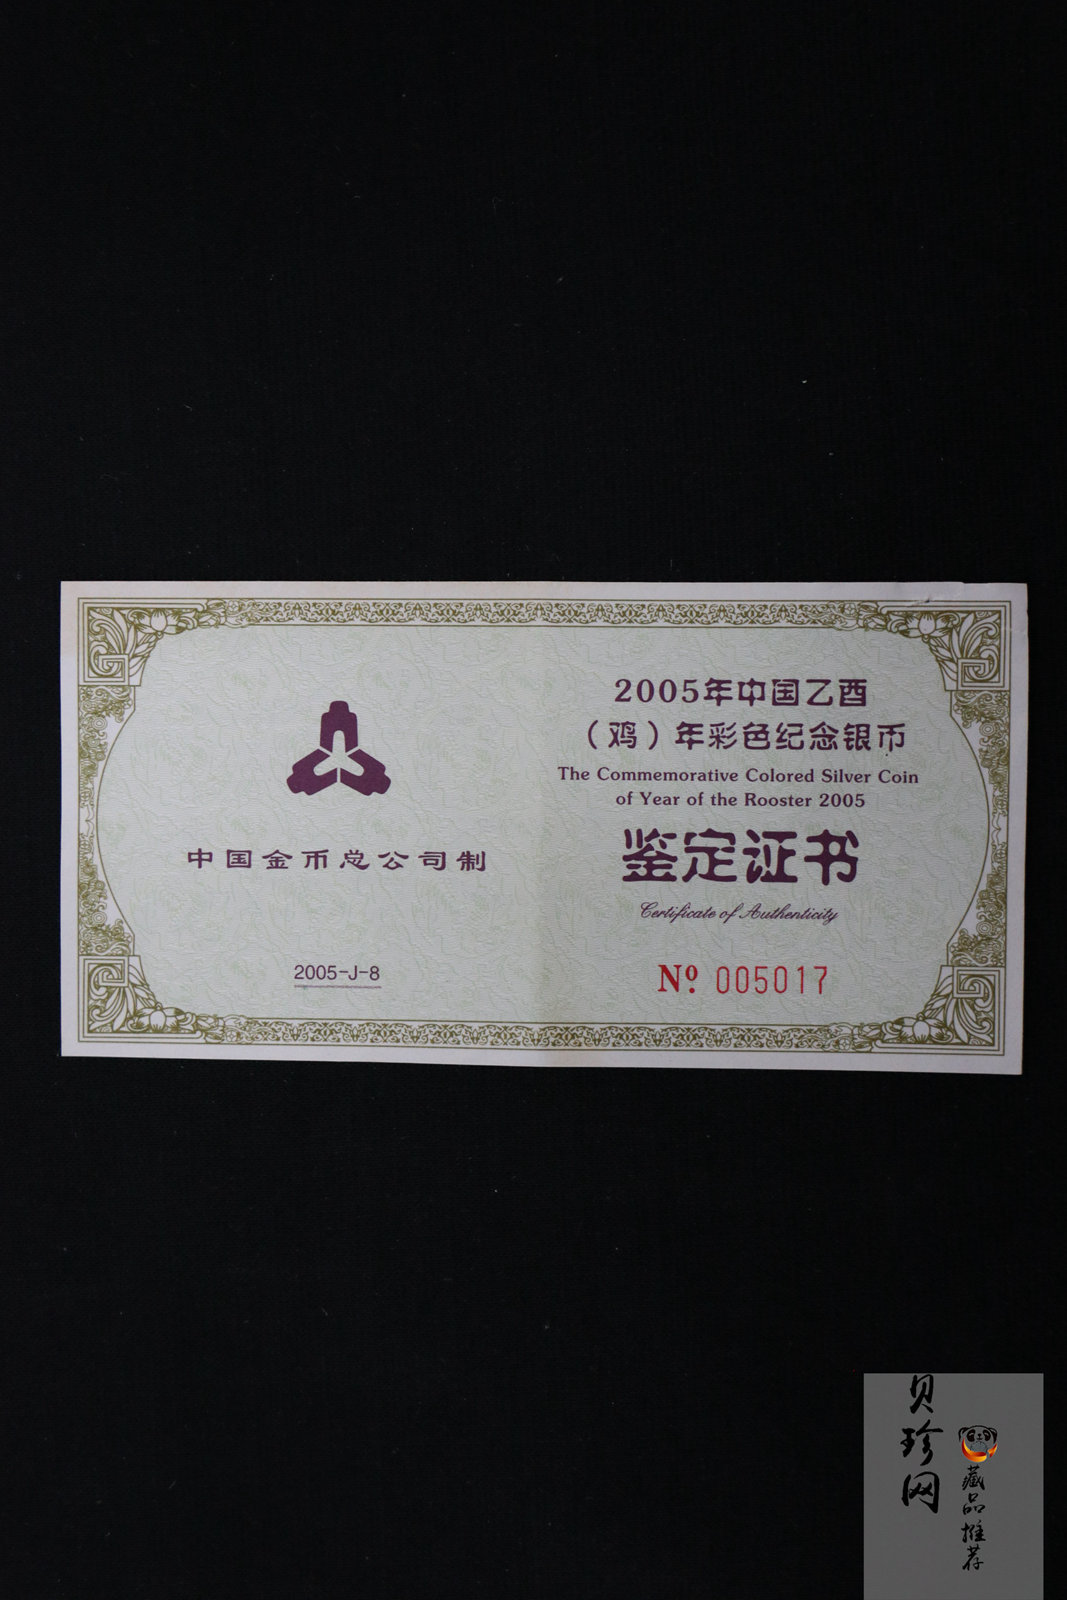 2005年中国乙酉
（鸡）年彩色纪念银币
The Commemorative Colored Silver Coin
of Year of the Rooster 2005
鉴定证书
Certificate of Authenticity
Nº 005017
中国金币总公司制
2005-J-8
贝珍网
藏品推荐